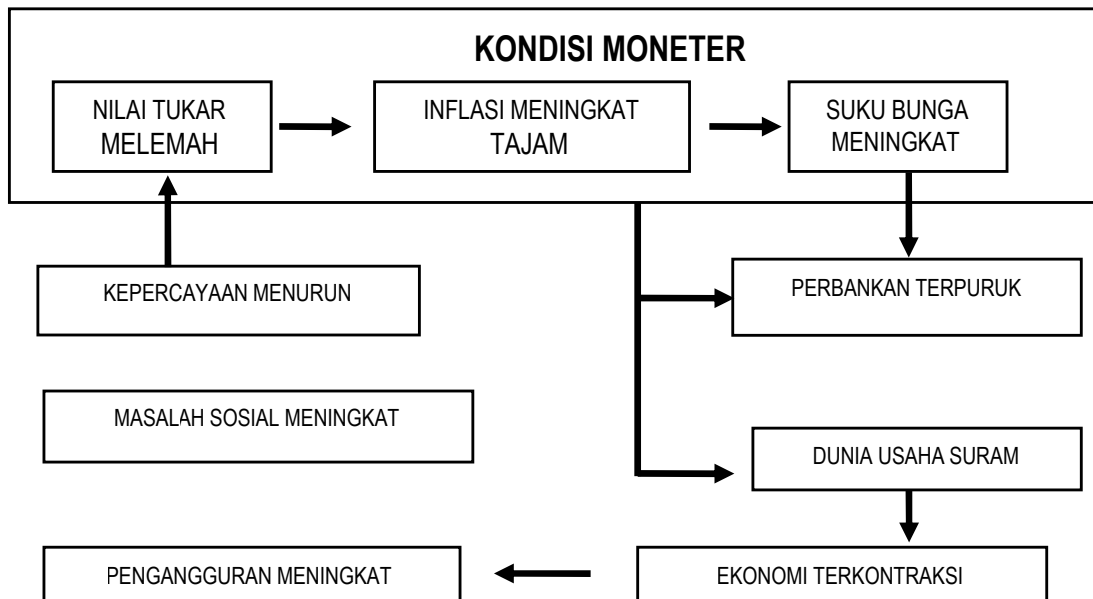 KONDISI MONETER
NILAI TUKAR
MELEMAH
INFLASI MENINGKAT
TAJAM
SUKU BUNGA
MENINGKAT
KEPERCAYAAN MENURUN
PERBANKAN TERPURUK
MASALAH SOSIAL MENINGKAT
DUNIA USAHA SURAM
PENGANGGURAN MENINGKAT
EKONOMI TERKONTRAKSI